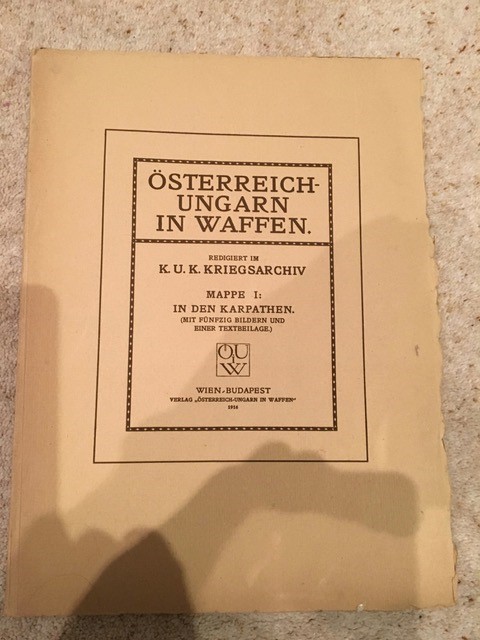 ÖSTERREICH-
UNGARN
IN WAFFEN.
REDIGIERT IM
K. U. K. KRIEGSARCHIV
MAPPE I:
IN DEN KARPATHEN.
(MIT FÜNFZIG BILDERN UND
EINER TEXTBEILAGE.)
OU
I
W
WIEN-BUDAPEST
VERLAG „ÖSTERREICH-UNGARN IN WAFFEN“